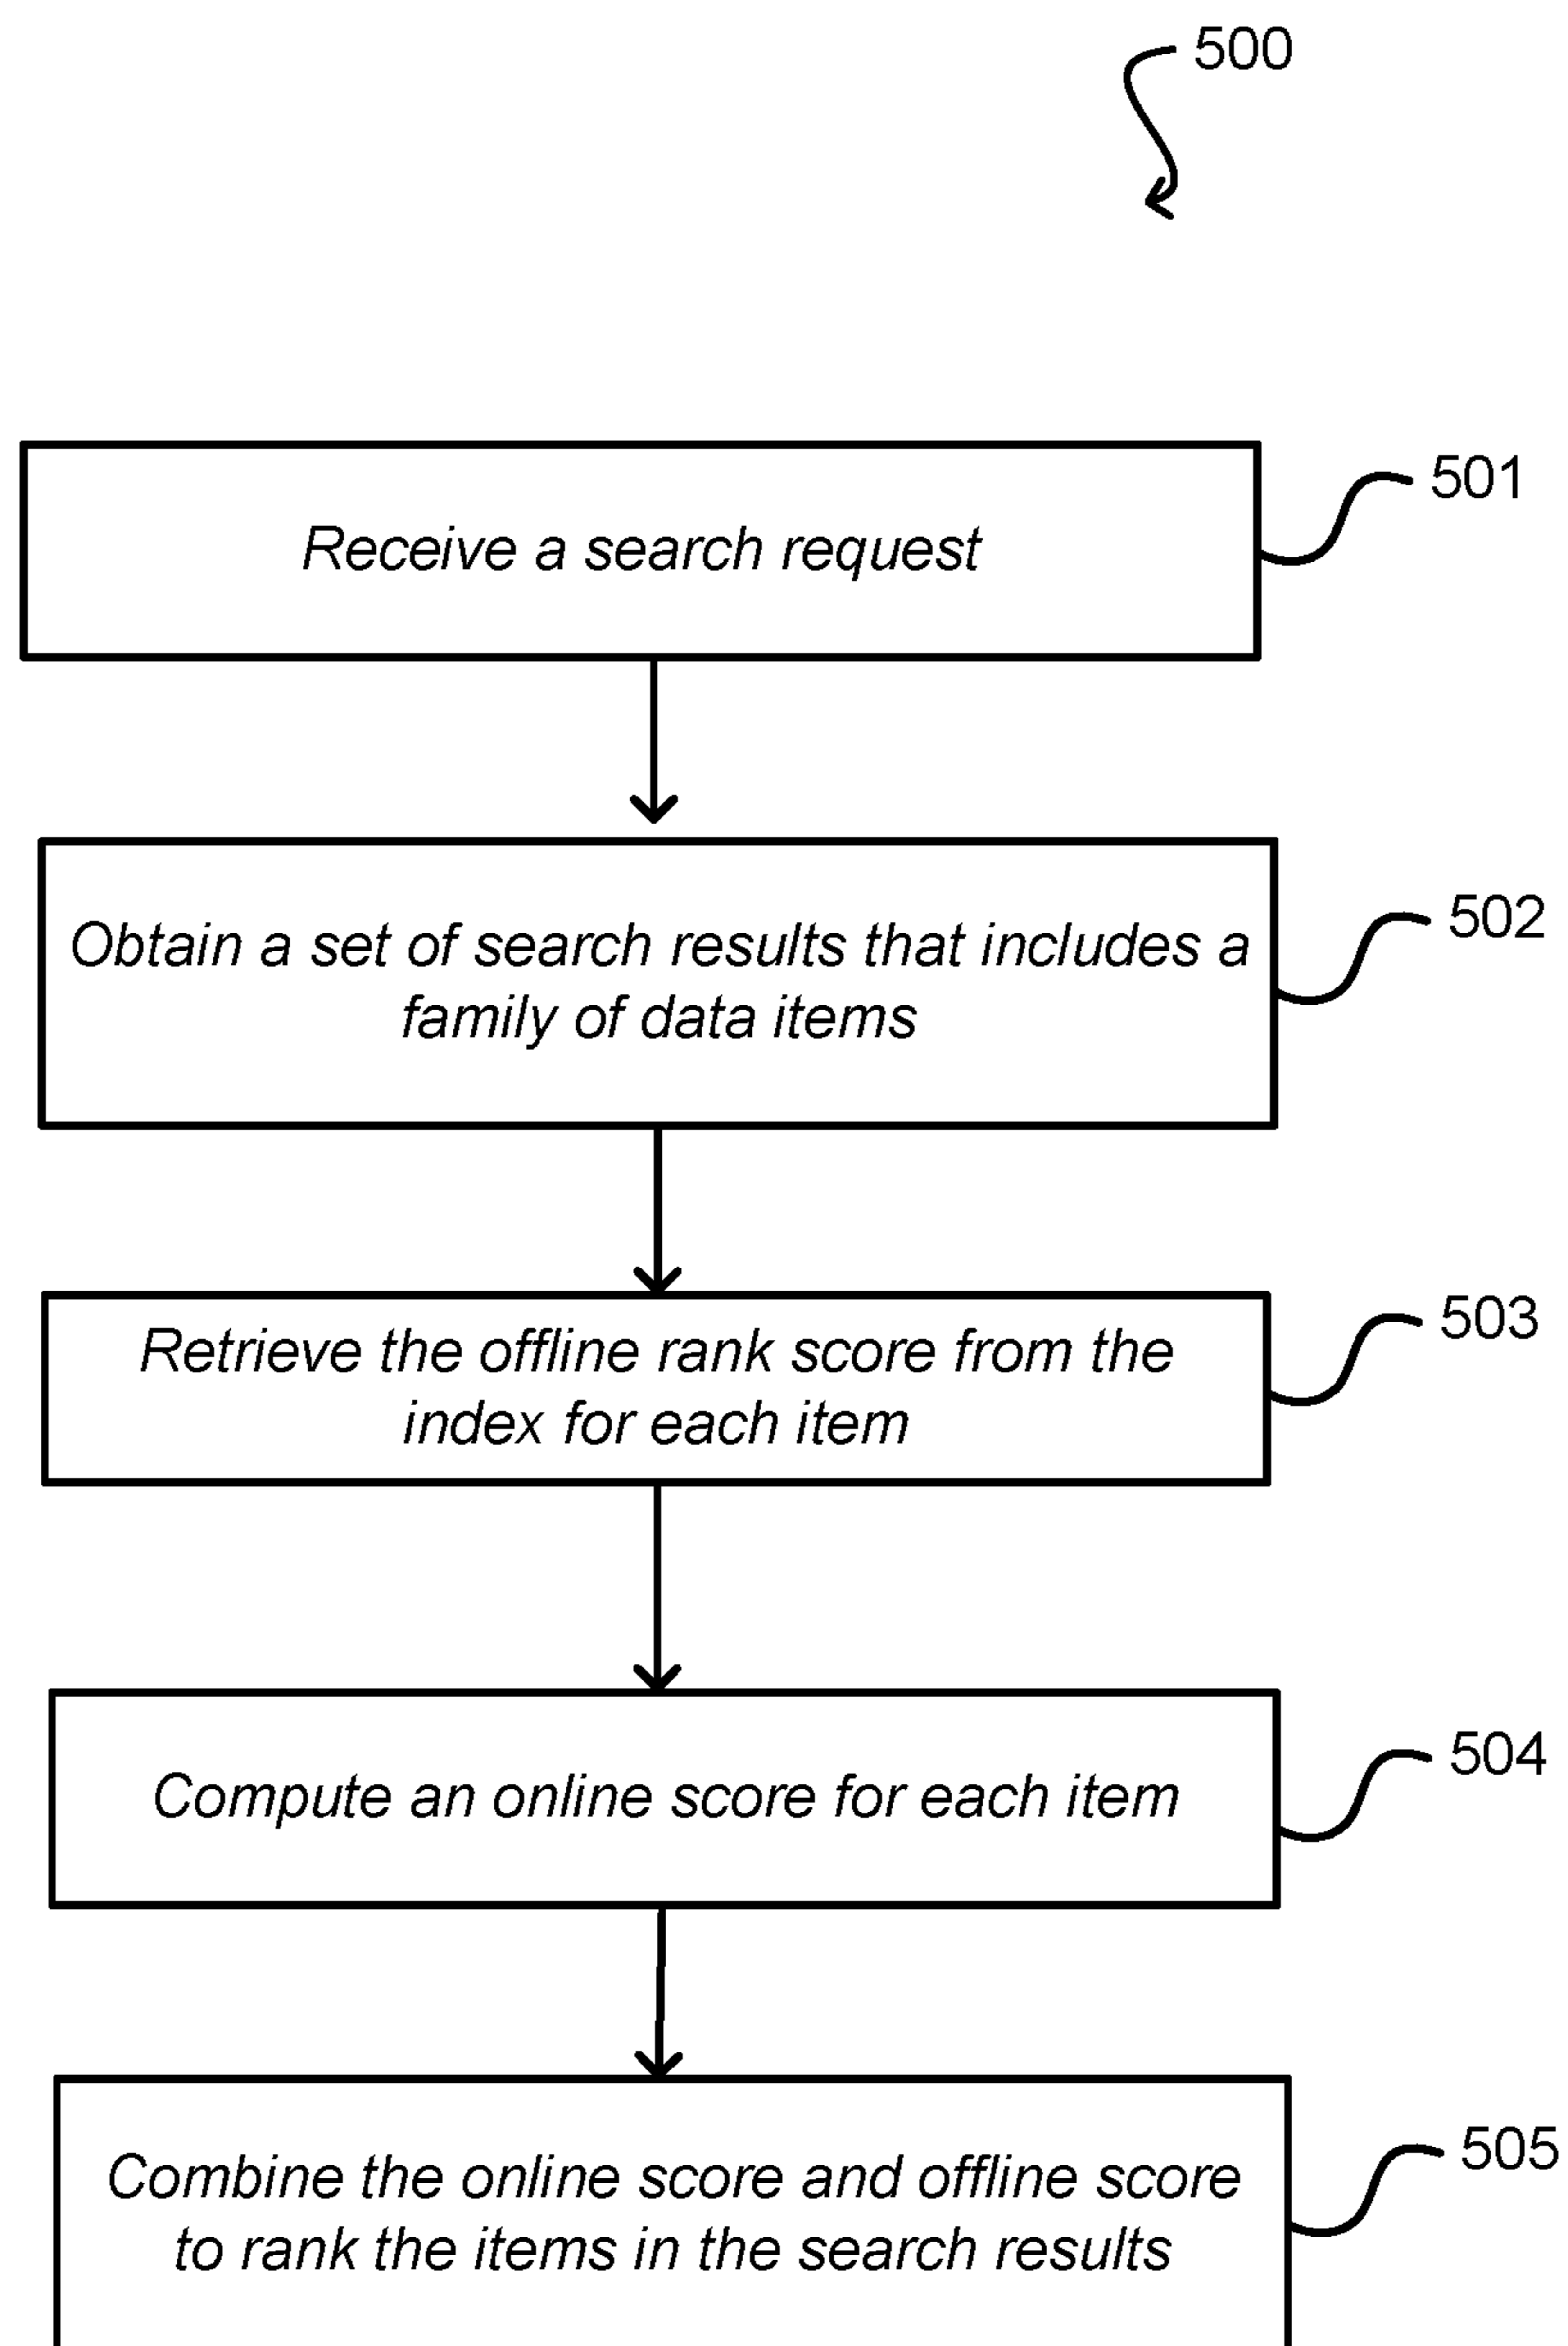 500
Receive a search request
501
Obtain a set of search results that includes a
family of data items
502
Retrieve the offline rank score from the
index for each item
503
Compute an online score for each item
504
Combine the online score and offline score
to rank the items in the search results
505